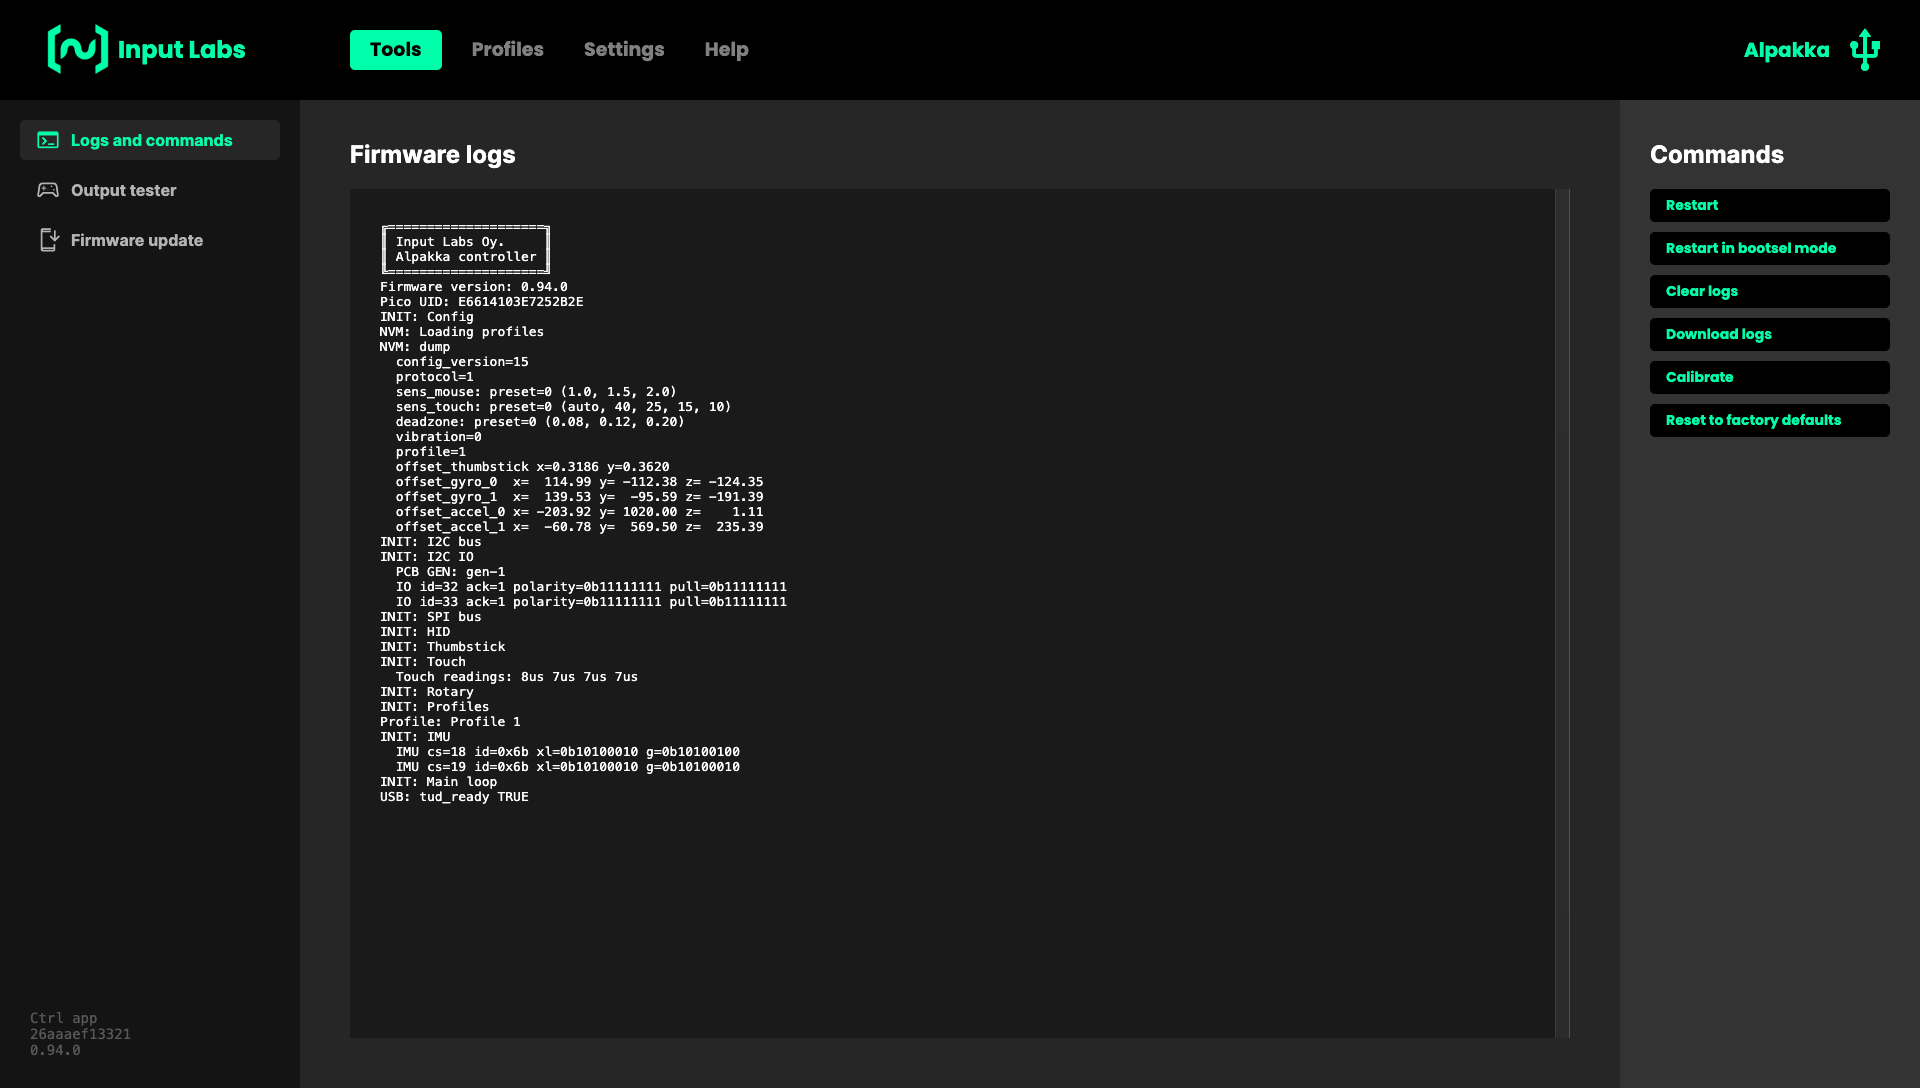 Input Labs
Tools
Profiles
Settings
Help
Alpakka
Logs and commands
Output tester
Firmware update
Ctrl app
26aaaef13321
0.94.0
Firmware logs
╔====================╗
║ Input Labs Oy.     ║
║ Alpakka controller ║
╚====================╝
Firmware version: 0.94.0
Pico UID: E6614103E7252B2E
INIT: Config
NVM: Loading profiles
NVM: dump
  config_version=15
  protocol=1
  sens_mouse: preset=0 (1.0, 1.5, 2.0)
  sens_touch: preset=0 (auto, 40, 25, 15, 10)
  deadzone: preset=0 (0.08, 0.12, 0.20)
  vibration=0
  profile=1
  offset_thumbstick x=0.3186 y=0.3620
  offset_gyro_0  x=  114.99 y= -112.38 z= -124.35
  offset_gyro_1  x=  139.53 y=  -95.59 z= -191.39
  offset_accel_0 x= -203.92 y= 1020.00 z=    1.11
  offset_accel_1 x=  -60.78 y=  569.50 z=  235.39
INIT: I2C bus
INIT: I2C IO
  PCB GEN: gen-1
  IO id=32 ack=1 polarity=0b11111111 pull=0b11111111
  IO id=33 ack=1 polarity=0b11111111 pull=0b11111111
INIT: SPI bus
INIT: HID
INIT: Thumbstick
INIT: Touch
  Touch readings: 8us 7us 7us 7us
INIT: Rotary
INIT: Profiles
Profile: Profile 1
INIT: IMU
  IMU cs=18 id=0x6b xl=0b10100010 g=0b10100100
  IMU cs=19 id=0x6b xl=0b10100010 g=0b10100010
INIT: Main loop
USB: tud_ready TRUE
Commands
Restart
Restart in bootsel mode
Clear logs
Download logs
Calibrate
Reset to factory defaults